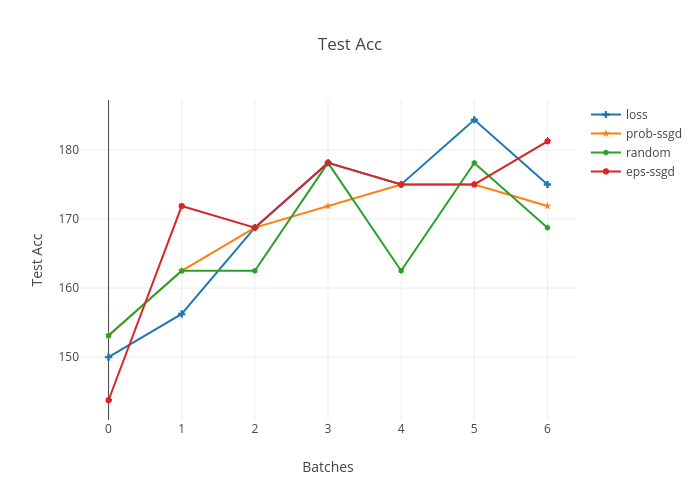 Test Acc
loss
prob-ssgd
random
eps-ssgd
180
170
160
150
Test Acc
0 1 2 3 4 5 6
Batches